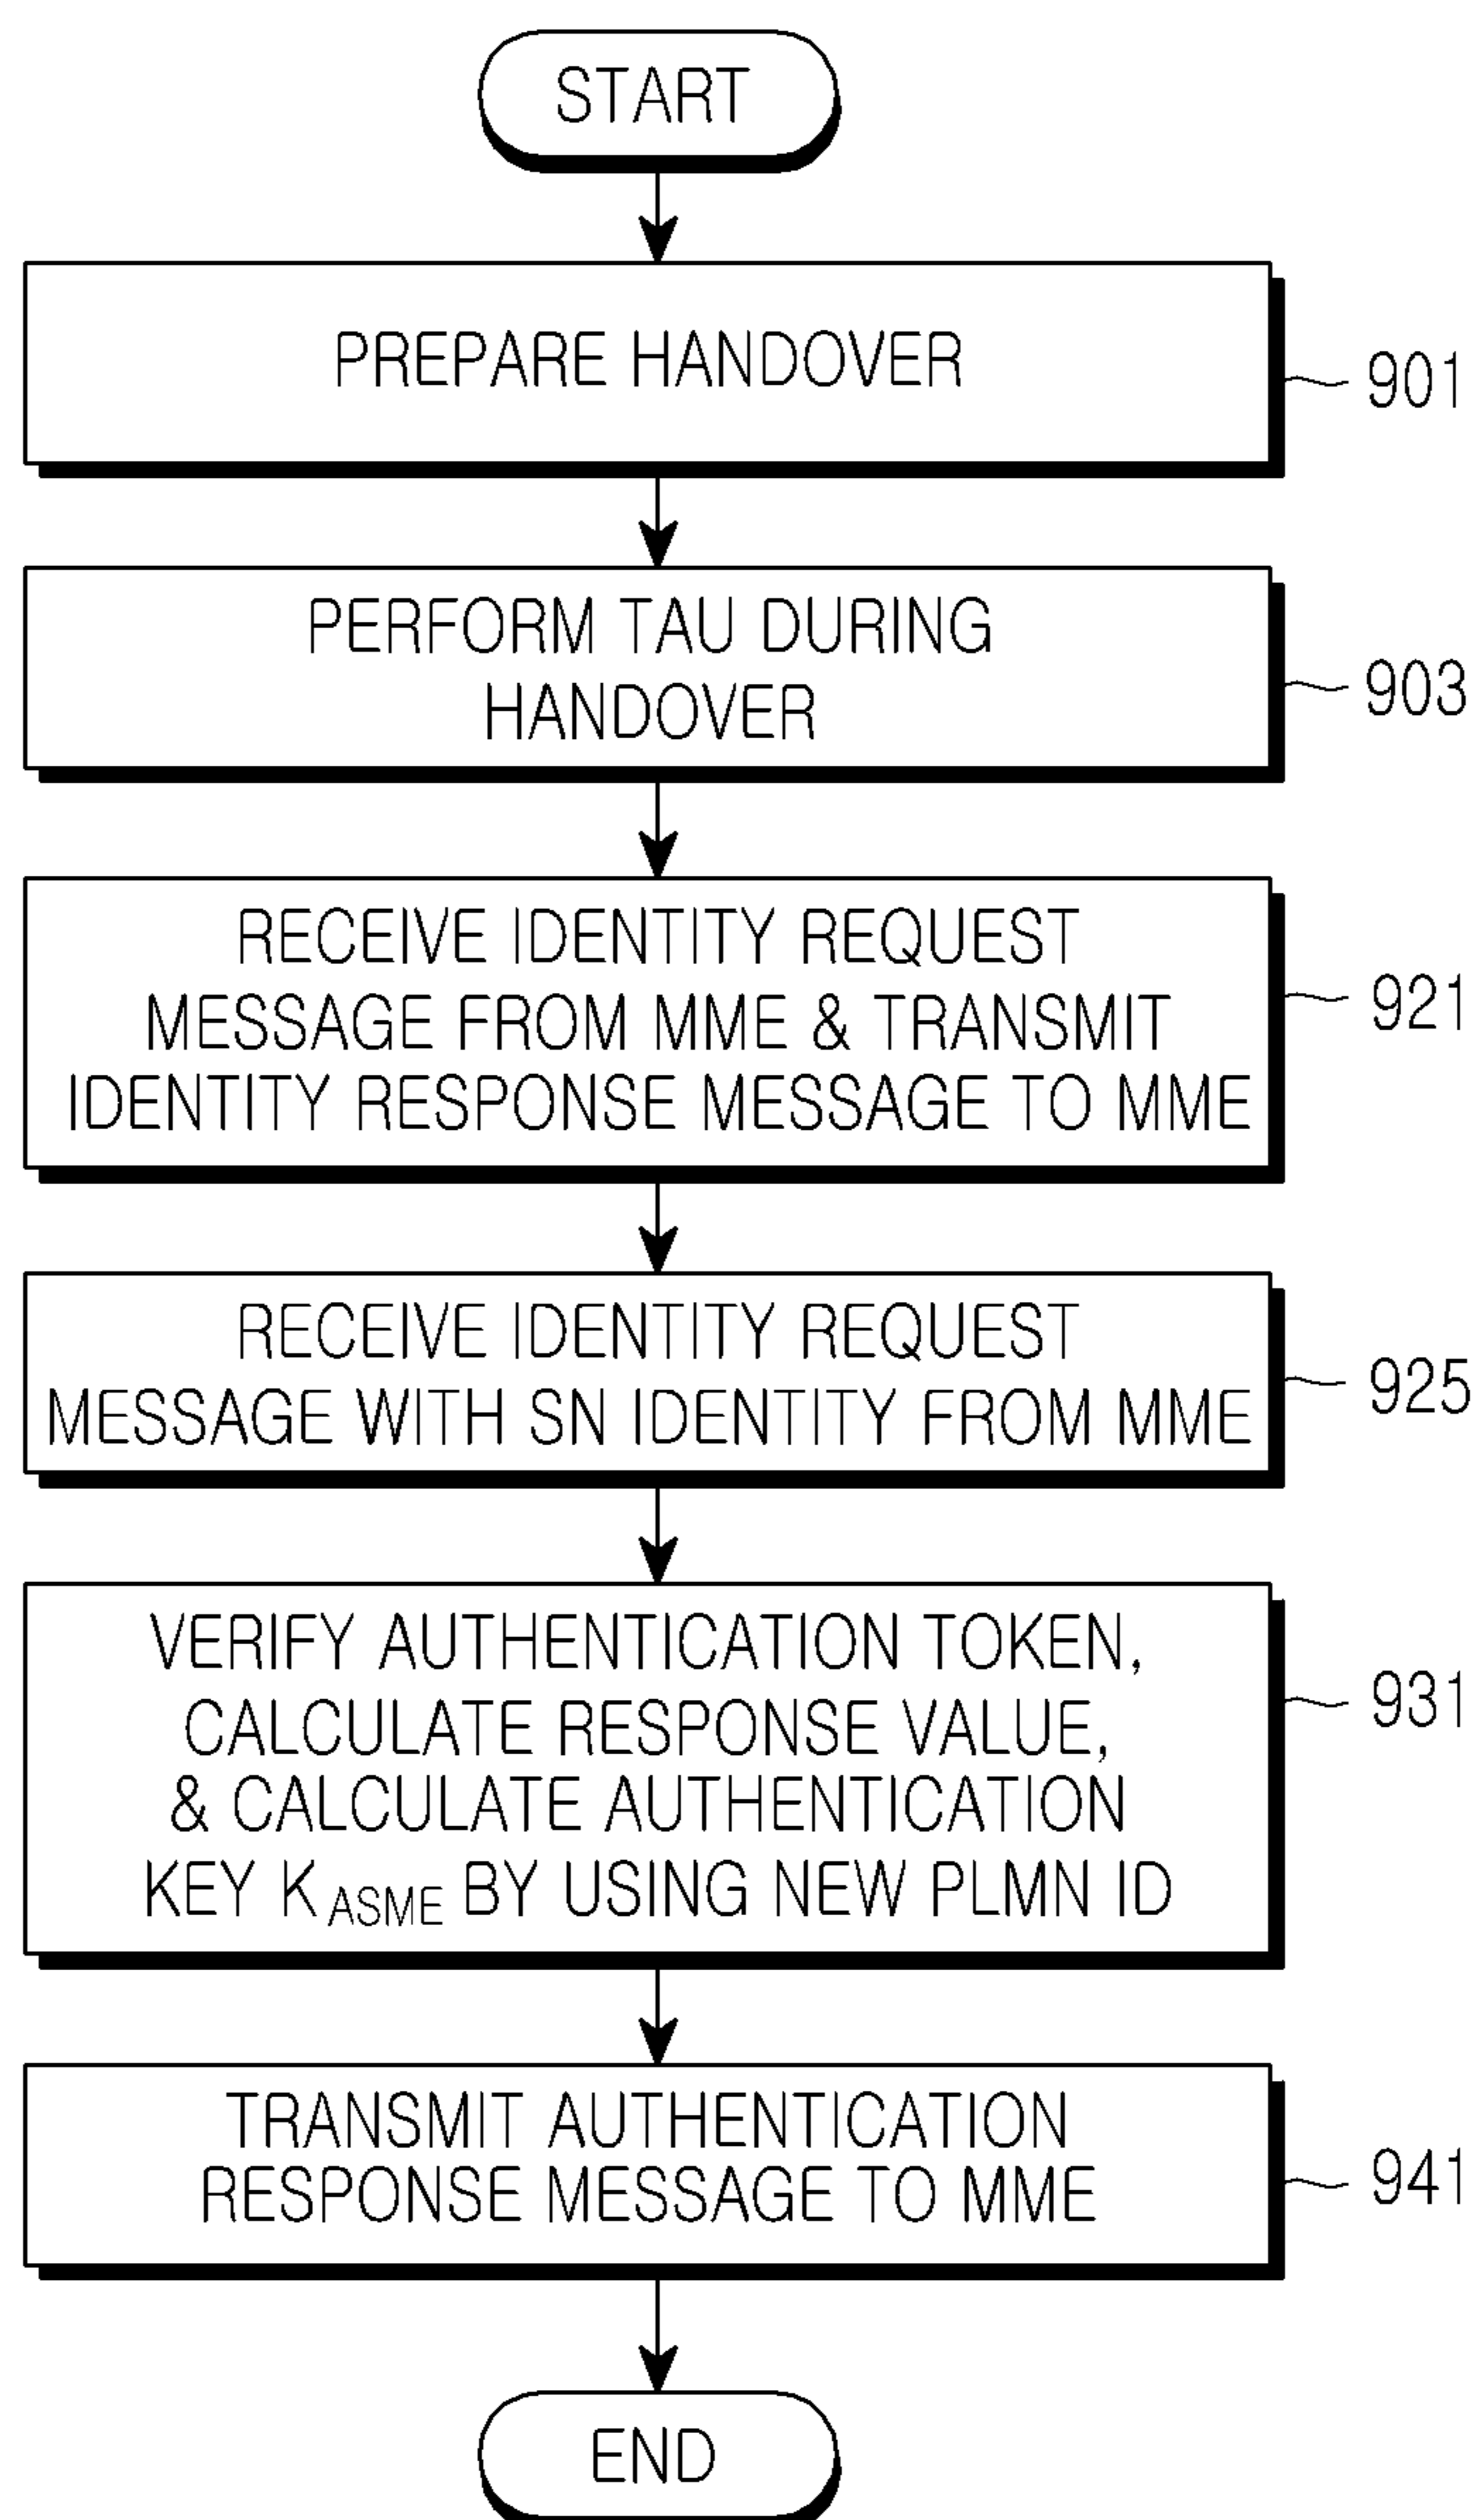 START
PREPARE HANDOVER
901
PERFORM TAU DURING
HANDOVER
903
RECEIVE IDENTITY REQUEST
MESSAGE FROM MME & TRANSMIT
IDENTITY RESPONSE MESSAGE TO MME
921
RECEIVE IDENTITY REQUEST
MESSAGE WITH SN IDENTITY FROM MME
925
VERIFY AUTHENTICATION TOKEN,
CALCULATE RESPONSE VALUE,
& CALCULATE AUTHENTICATION
KEY K ASME BY USING NEW PLMN ID
931
TRANSMIT AUTHENTICATION
RESPONSE MESSAGE TO MME
941
END